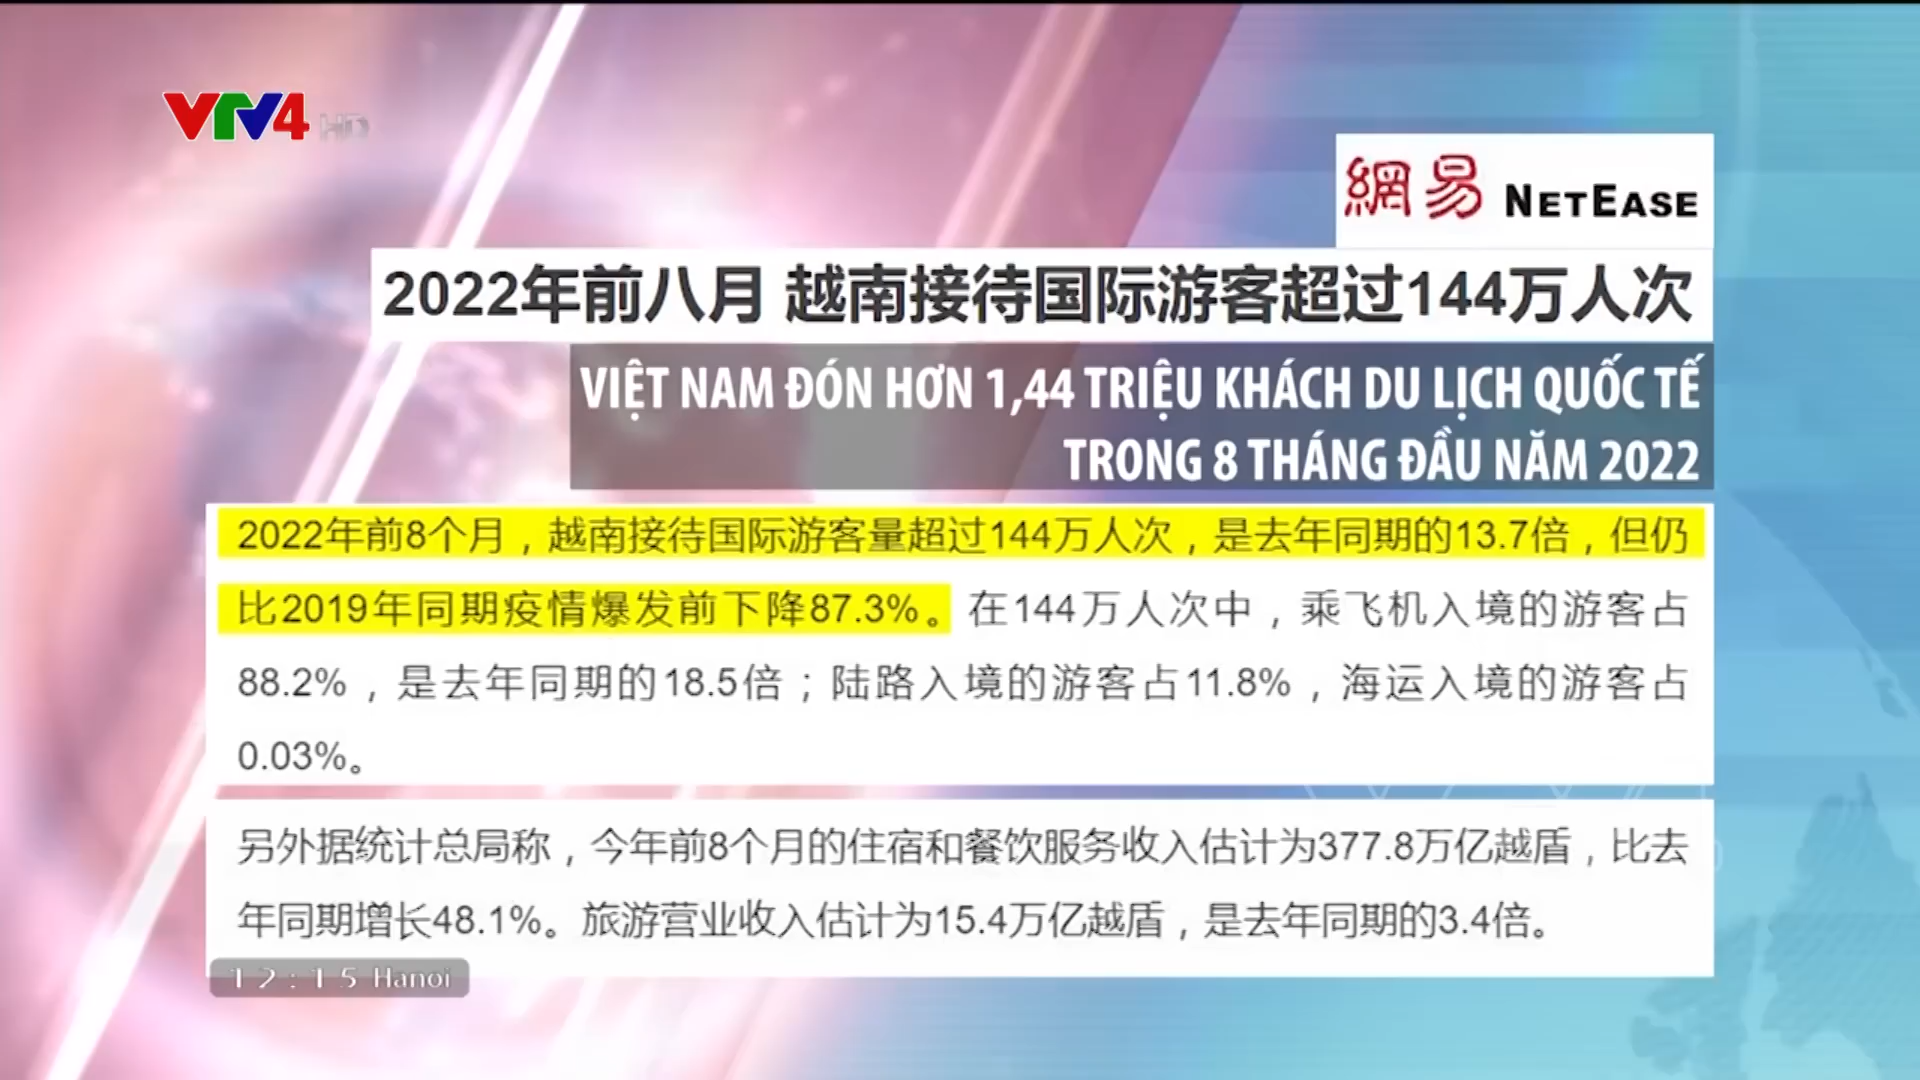 VTV4 HD
網易 NETEASE
2022年前八月 越南接待国际游客超过144万人次
VIỆT NAM ĐÓN HƠN 1,44 TRIỆU KHÁCH DU LỊCH QUỐC TẾ
TRONG 8 THÁNG ĐẦU NĂM 2022
2022年前8个月，越南接待国际游客量超过144万人次，是去年同期的13.7倍，但仍
比2019年同期疫情爆发前下降87.3%。在144万人次中，乘飞机入境的游客占
88.2%，是去年同期的18.5倍；陆路入境的游客占11.8%，海运入境的游客占
0.03%。
另外据统计总局称，今年前8个月的住宿和餐饮服务收入估计为377.8万亿越盾，比去
年同期增长48.1%。旅游营业收入估计为15.4万亿越盾，是去年同期的3.4倍。
12:15 Hanoi